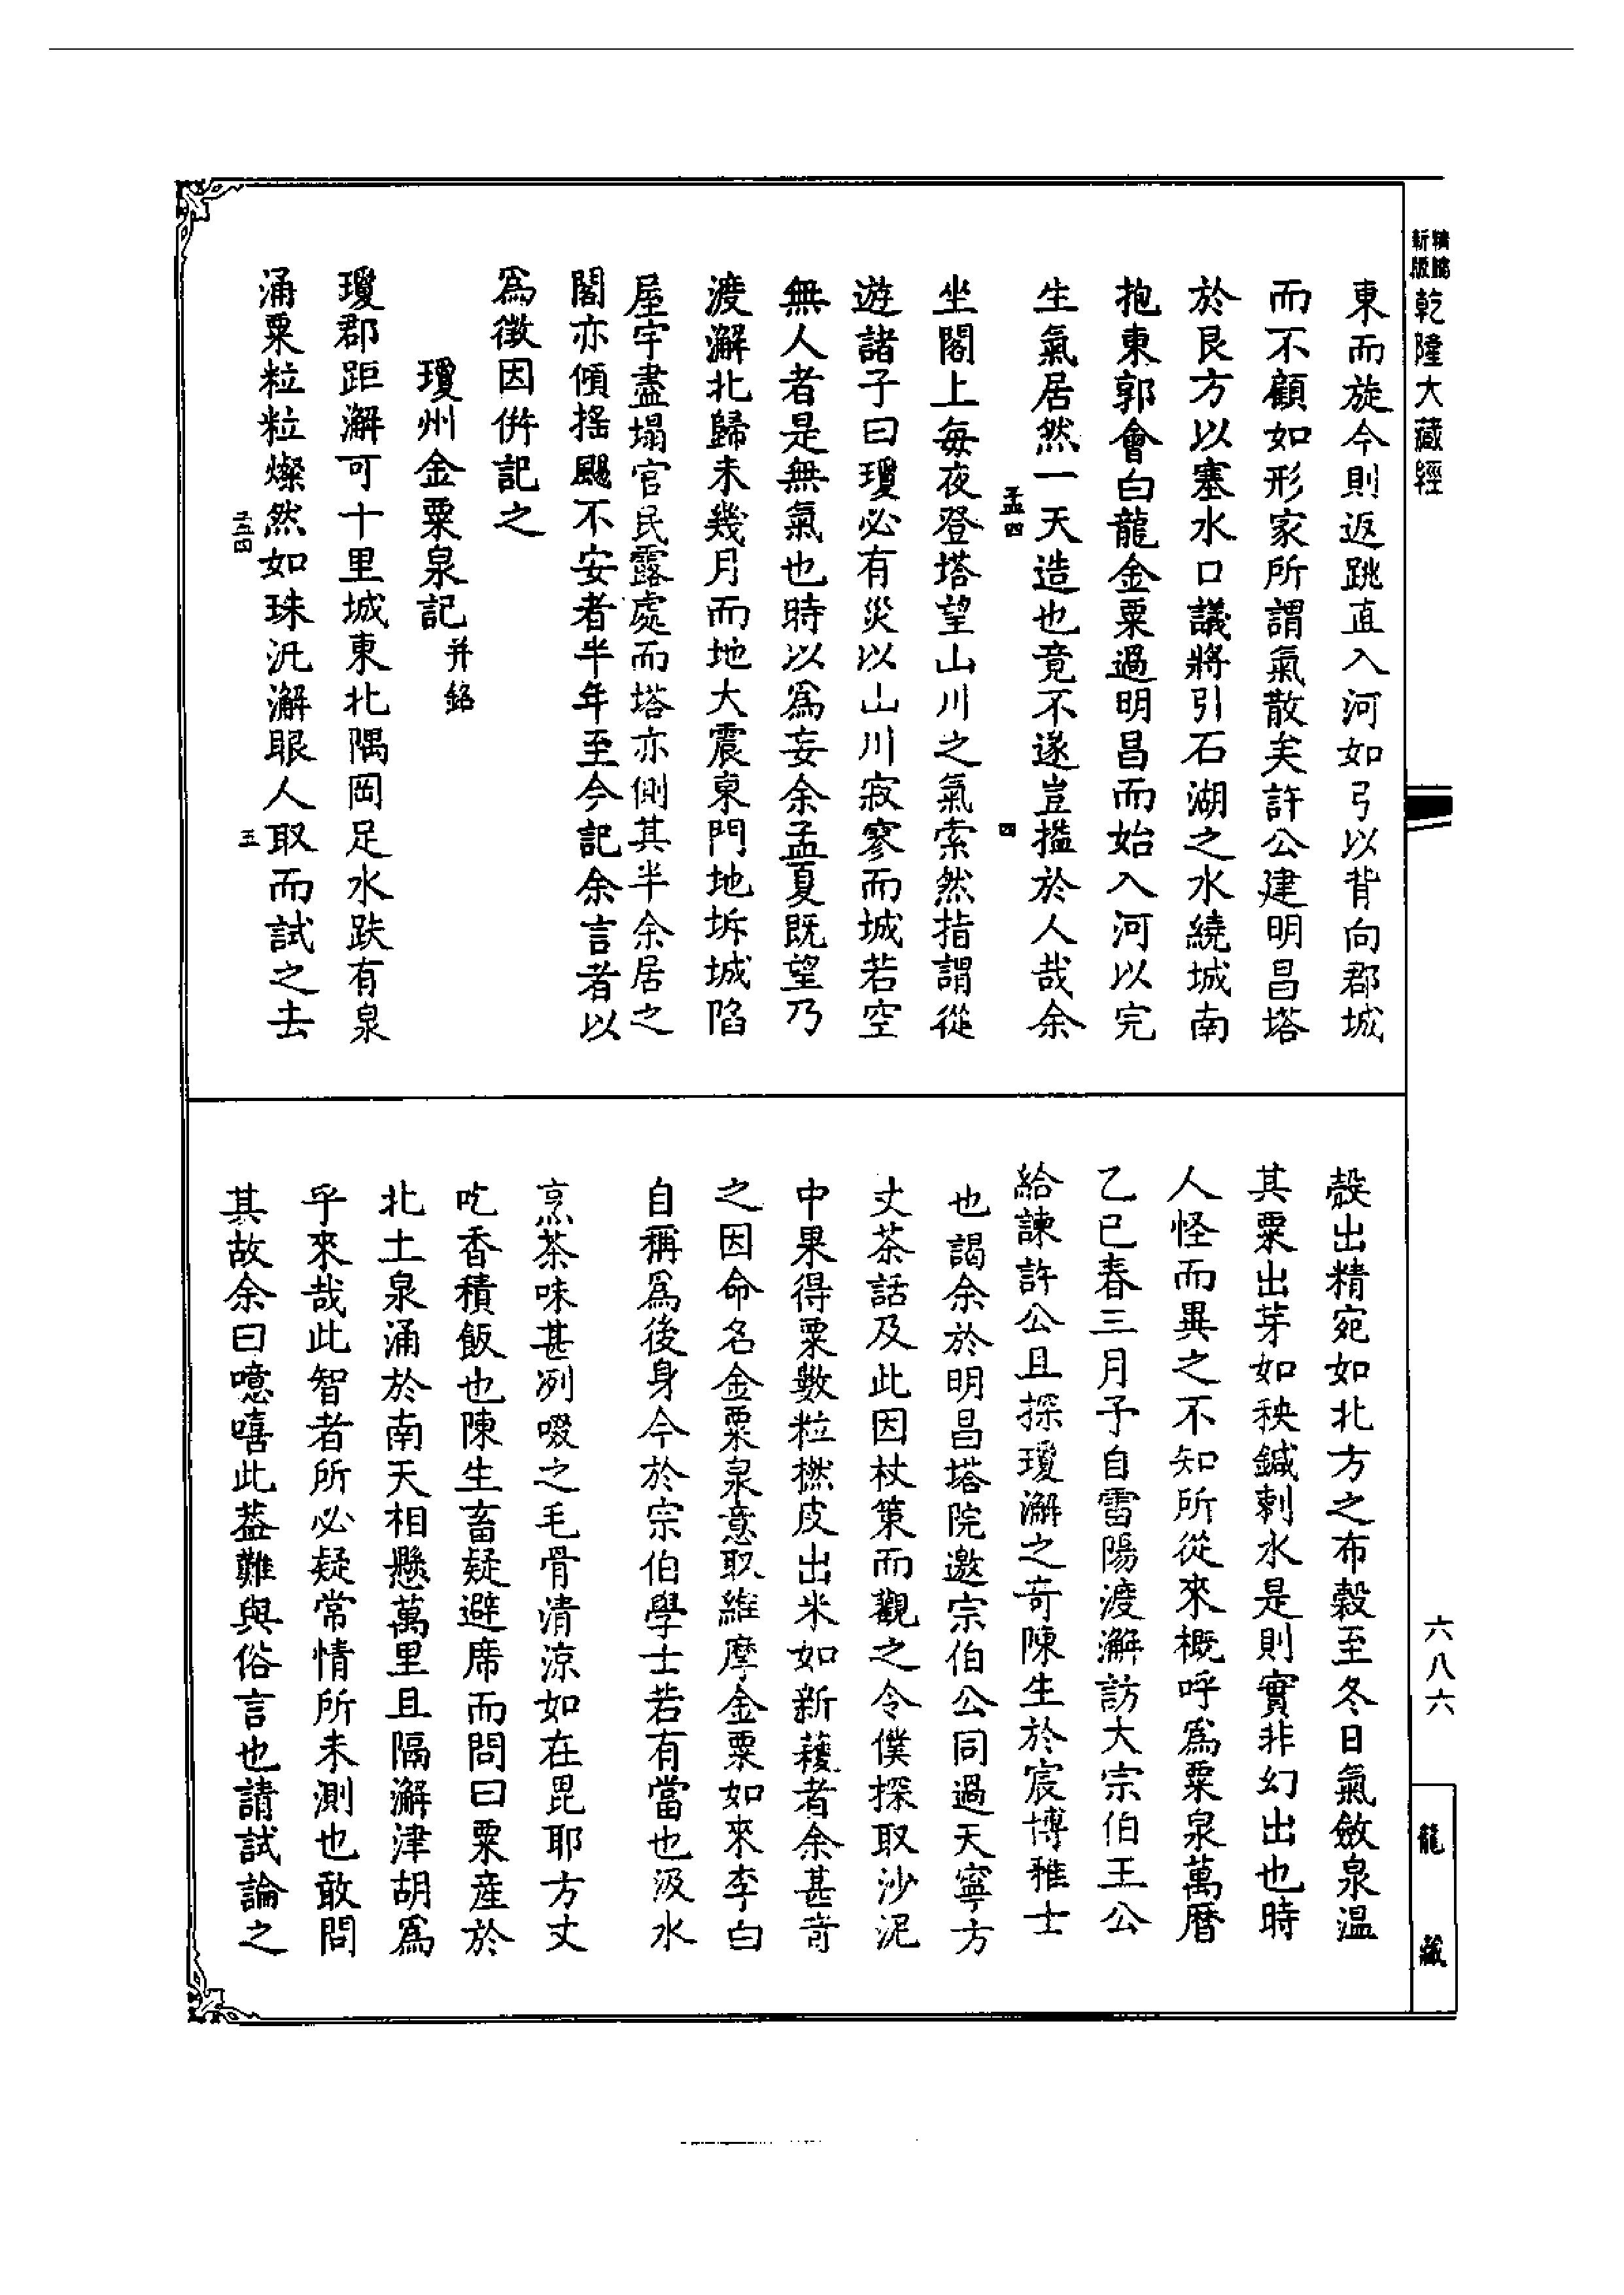 精縮新版乾隆大藏經
東而旋今則返跳直入河如弓以背向郡城
而不顧如形家所謂氣散矣許公建明昌塔
於艮方以塞水口議將引石湖之水繞城南
抱東郭會白龍金粟過明昌而始入河以完
生氣居然一天造也竟不遂豈搤於人哉余
孟四
四
坐閣上每夜登塔望山川之氣索然指謂從
遊諸子曰瓊必有災以山川寂寥而城若空
無人者是無氣也時以爲妄余孟夏既望乃
渡澥北歸未幾月而地大震東門地坼城陷
屋宇盡塌官民露處而塔亦側其半余居之
閣亦傾搖颺不安者半年至今記余言者以
爲徵因併記之
瓊州金粟泉記并銘
瓊郡距澥可十里城東北隅岡足水趺有泉
涌粟粒粒燦然如珠汎澥眼人取而試之去
孟四
五
殼出精宛如北方之布穀至冬日氣斂泉温
其粟出芽如秧鍼剌水是則實非幻出也時
人怪而異之不知所從來概呼爲粟泉萬曆
乙巳春三月予自雷陽渡澥訪大宗伯王公
給諫許公且探瓊澥之奇陳生於宸博雅士
也謁余於明昌塔院邀宗伯公同過天寧方
丈茶話及此因杖策而觀之令僕探取沙泥
中果得粟數粒撚皮出米如新穫者余甚奇
之因命名金粟泉意取維摩金粟如來李白
自稱爲後身今於宗伯學士若有當也汲水
烹茶味甚冽啜之毛骨清涼如在毘耶方丈
吃香積飯也陳生畜疑避席而問曰粟産於
北土泉涌於南天相懸萬里且隔澥津胡爲
乎來哉此智者所必疑常情所未測也敢問
其故余曰噫嘻此葢難與俗言也請試論之
六八六
龍藏